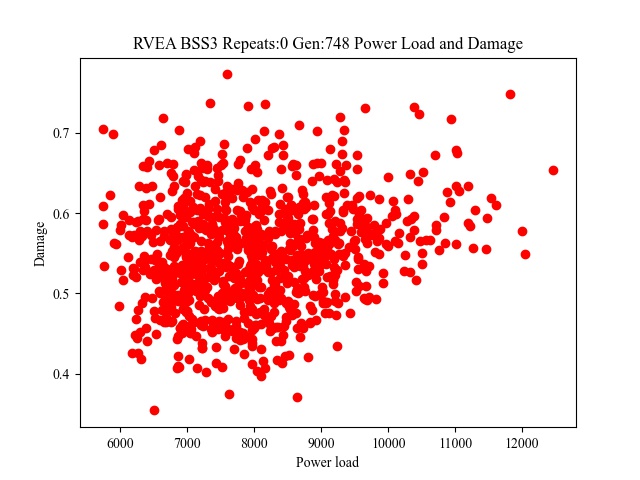 RVEA BSS3 Repeats:0 Gen:748 Power Load and Damage
0.7
0.6
0.5
0.4
Damage
6000 7000 8000 9000 10000 11000 12000
Power load